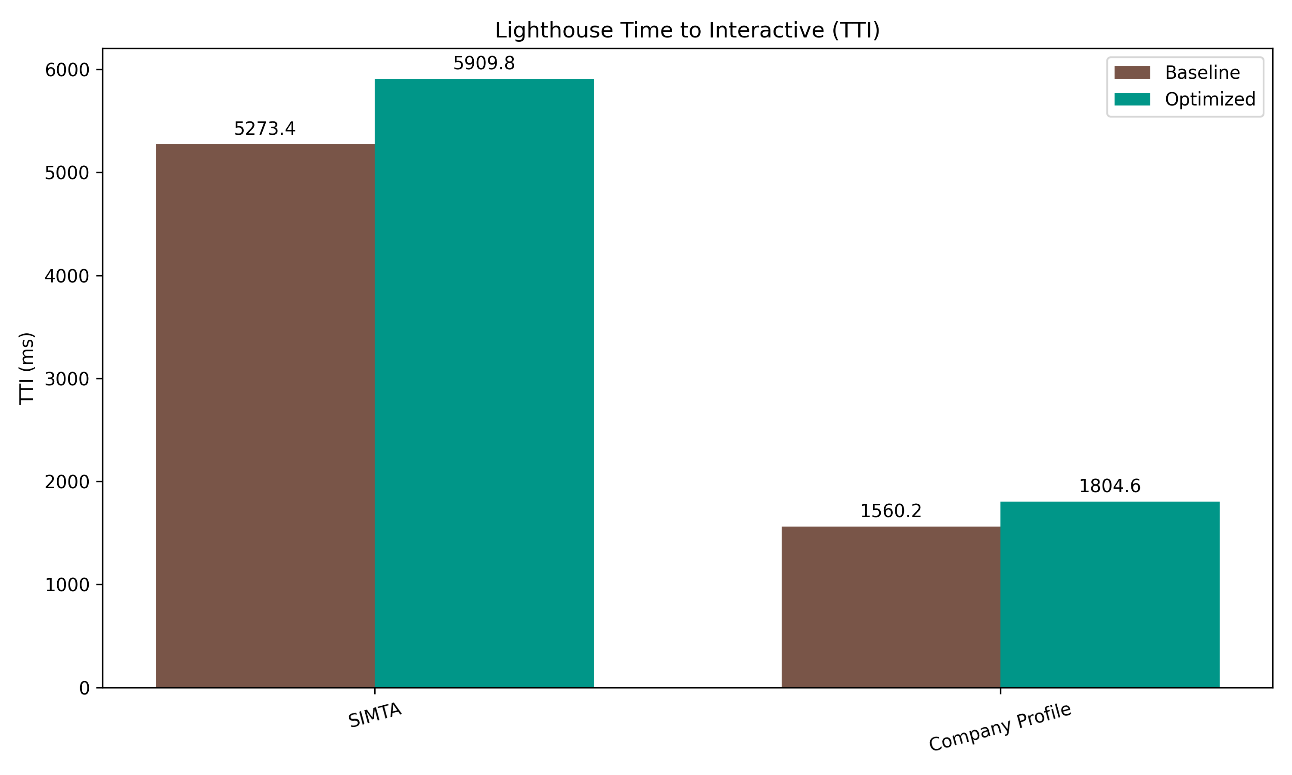 Lighthouse Time to Interactive (TTI)
Baseline
Optimized
5273.4
5909.8
1560.2
1804.6
TTI (ms)
6000
5000
4000
3000
2000
1000
0
SIMTA
Company Profile